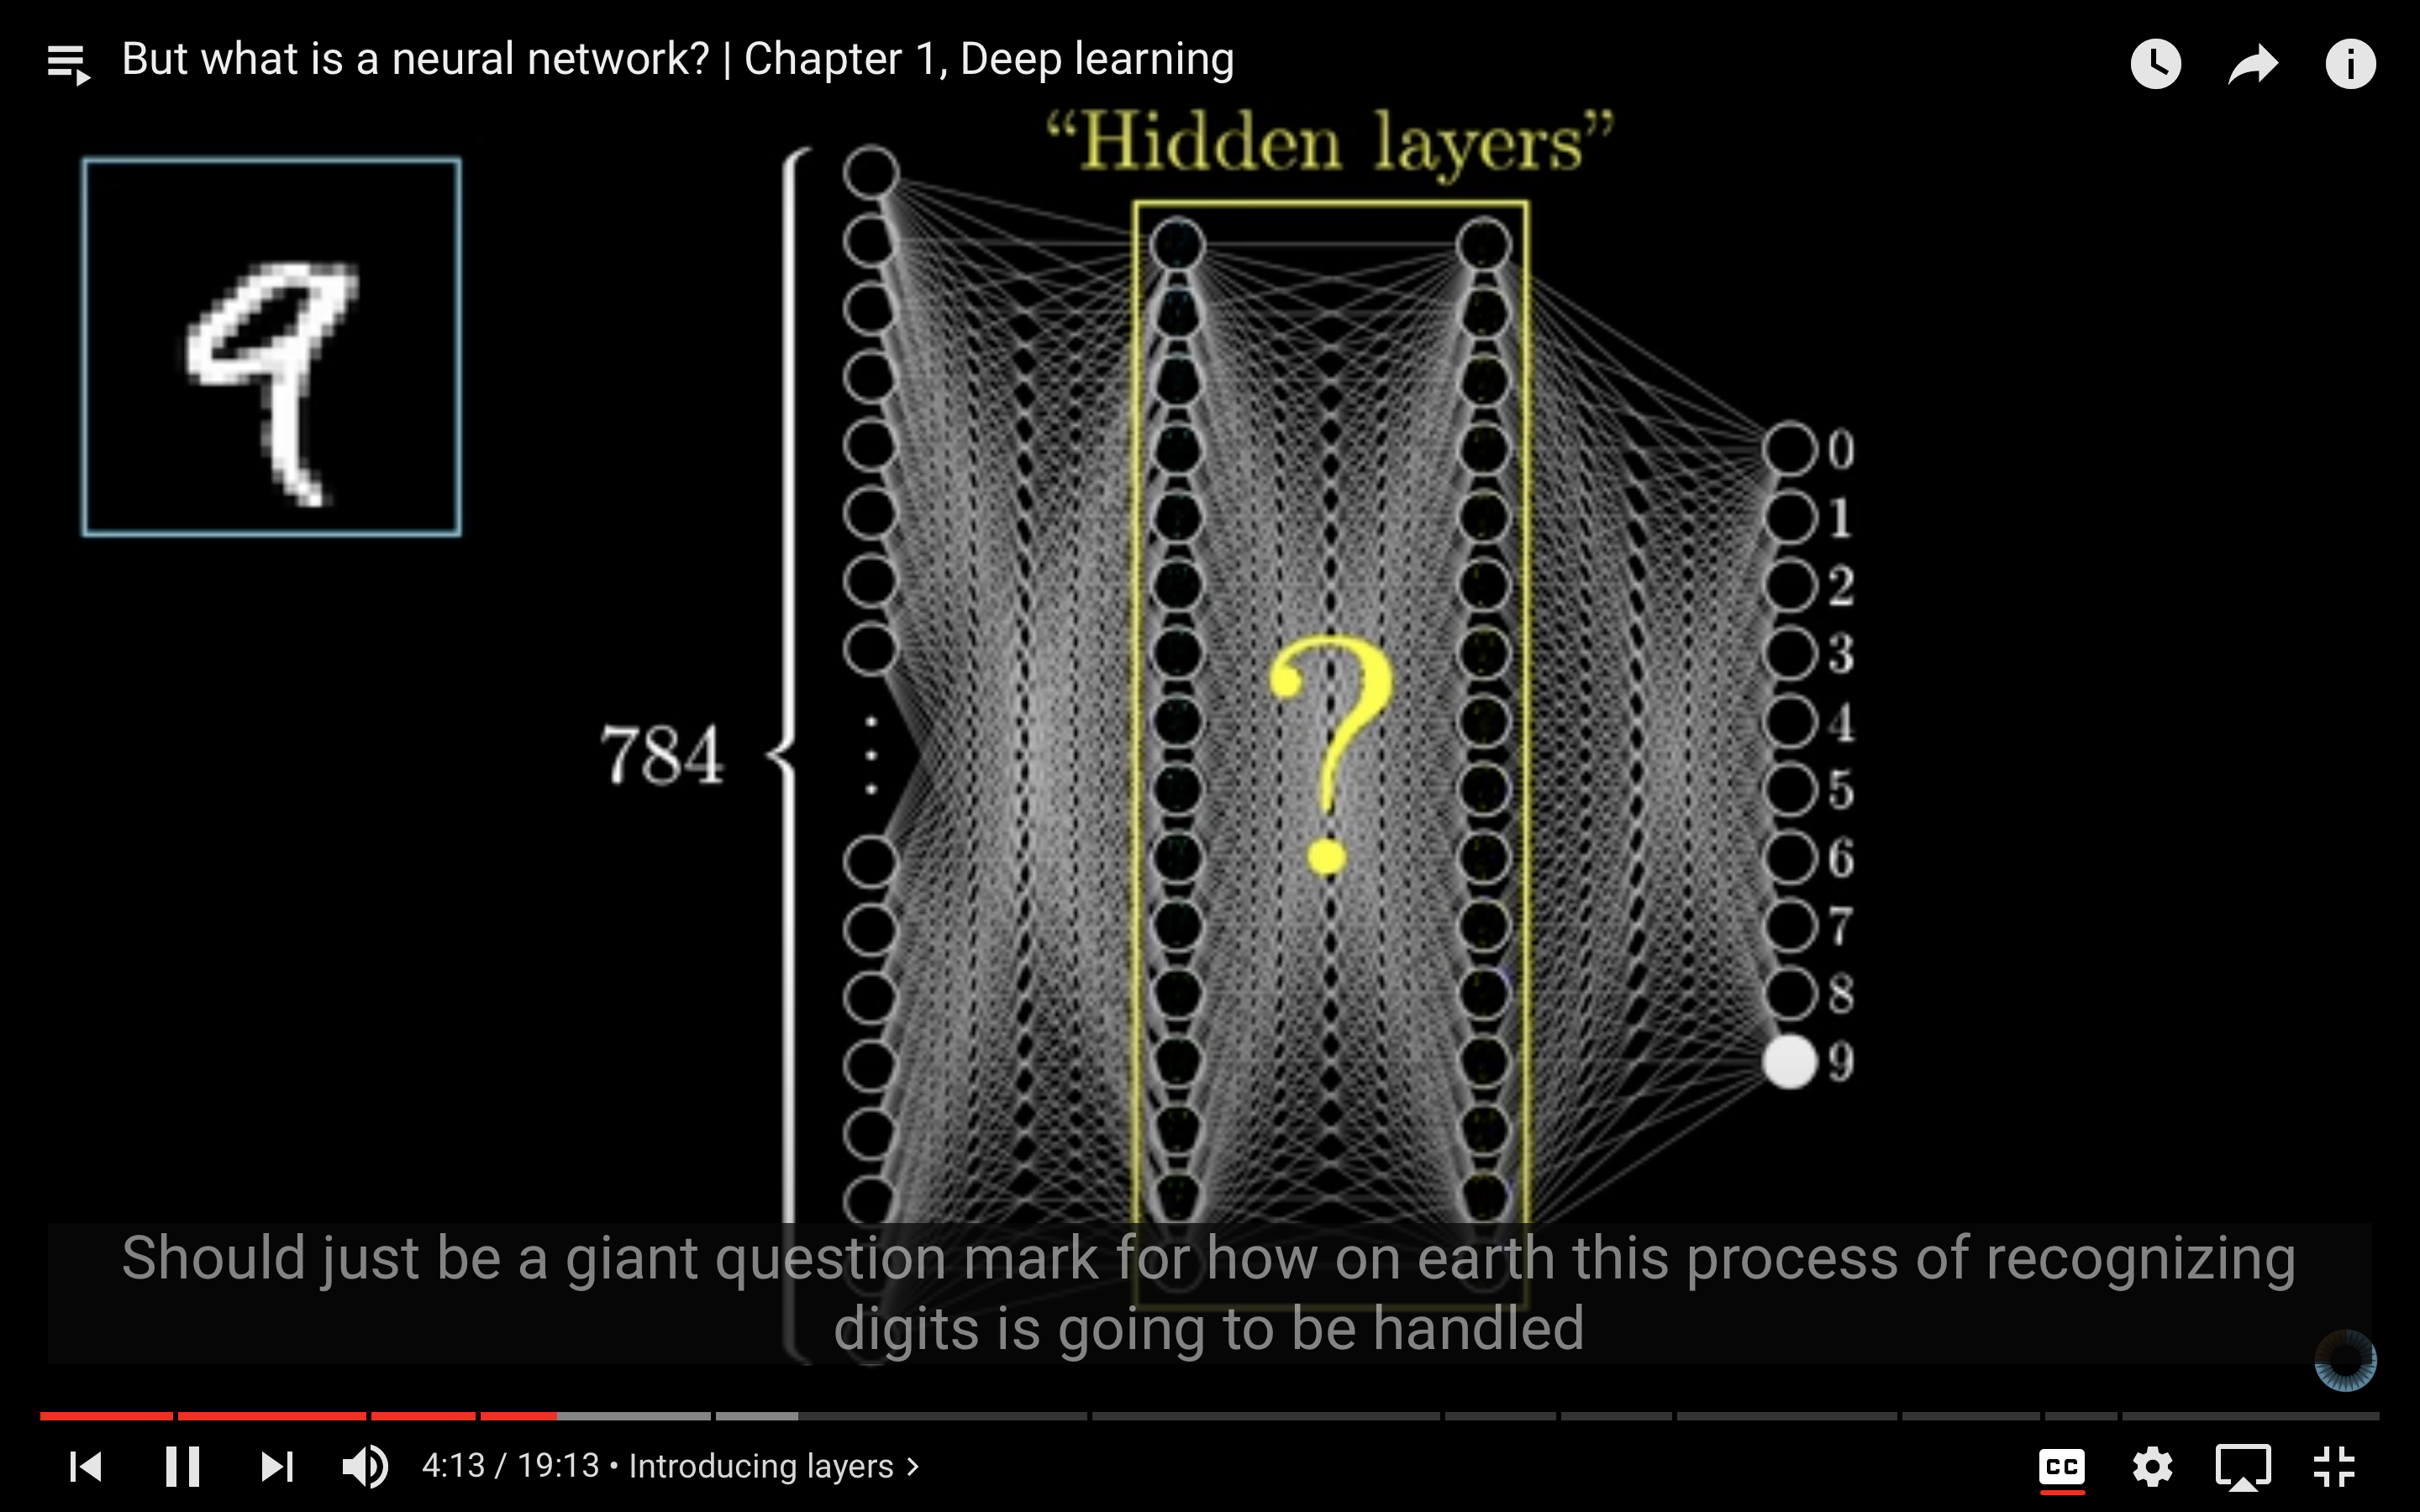 But what is a neural network? | Chapter 1, Deep learning
“Hidden layers”
784
?
0
1
2
3
4
5
6
7
8
9
Should just be a giant question mark for how on earth this process of recognizing
digits is going to be handled
4:13 / 19:13 • Introducing layers >
CC